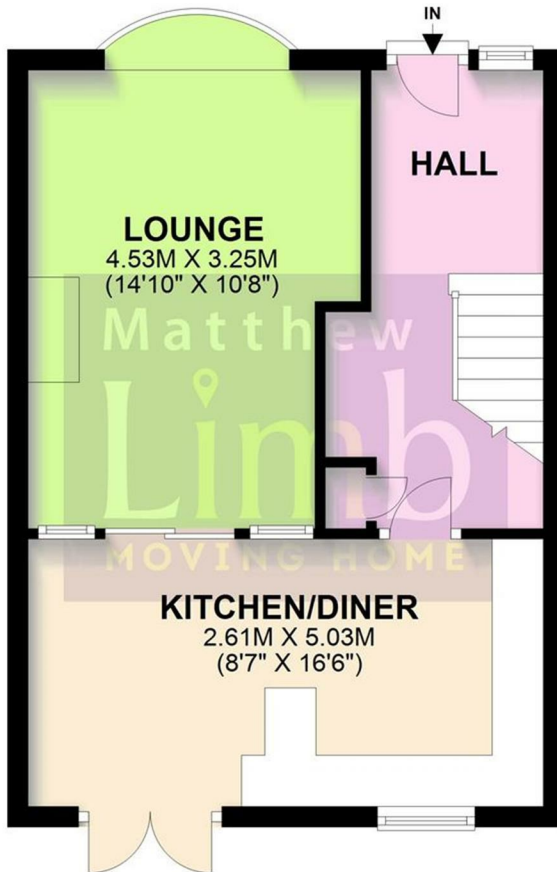 IN
HALL
LOUNGE
4.53M X 3.25M
(14'10" X 10'8")
Matthew
Limb
MOVING HOME
KITCHEN/DINER
2.61M X 5.03M
(8'7" X 16'6")